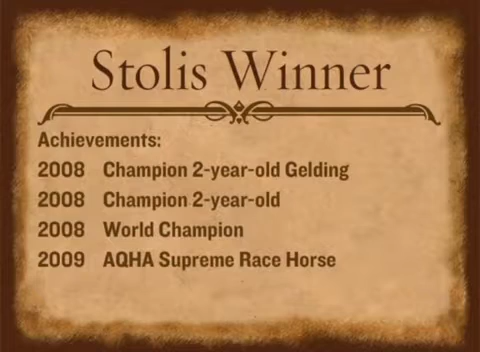 Stolis Winner
Achievements:
2008 Champion 2-year-old Gelding
2008 Champion 2-year-old
2008 World Champion
2009 AQHA Supreme Race Horse